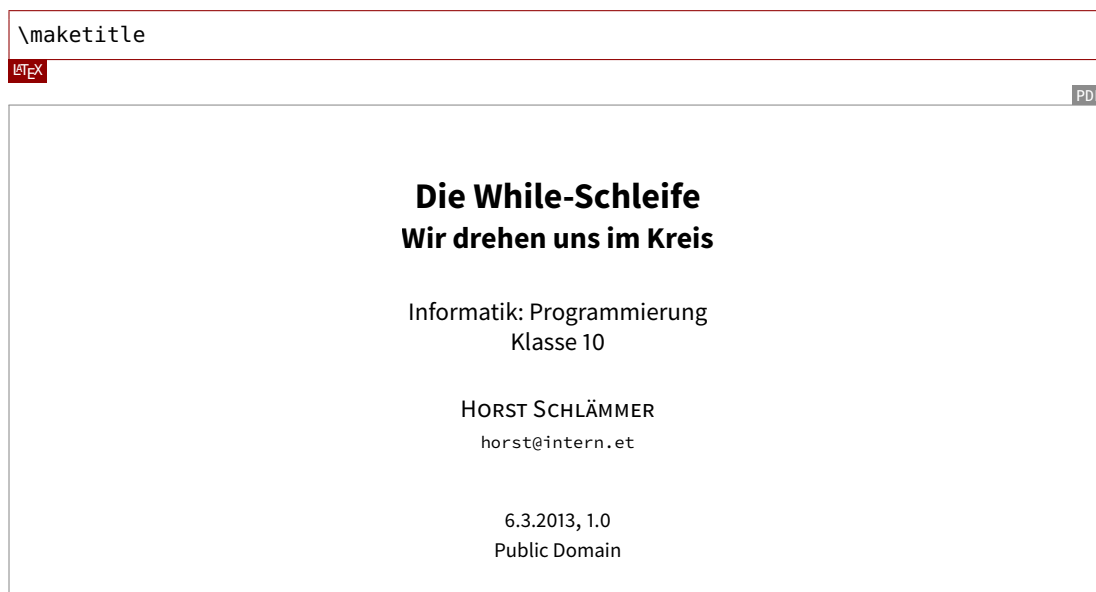 \maketitle
LATEX
PD
Die While-Schleife
Wir drehen uns im Kreis
Informatik: Programmierung
Klasse 10
HORST SCHLÄMMER
horst@intern.et
6.3.2013, 1.0
Public Domain